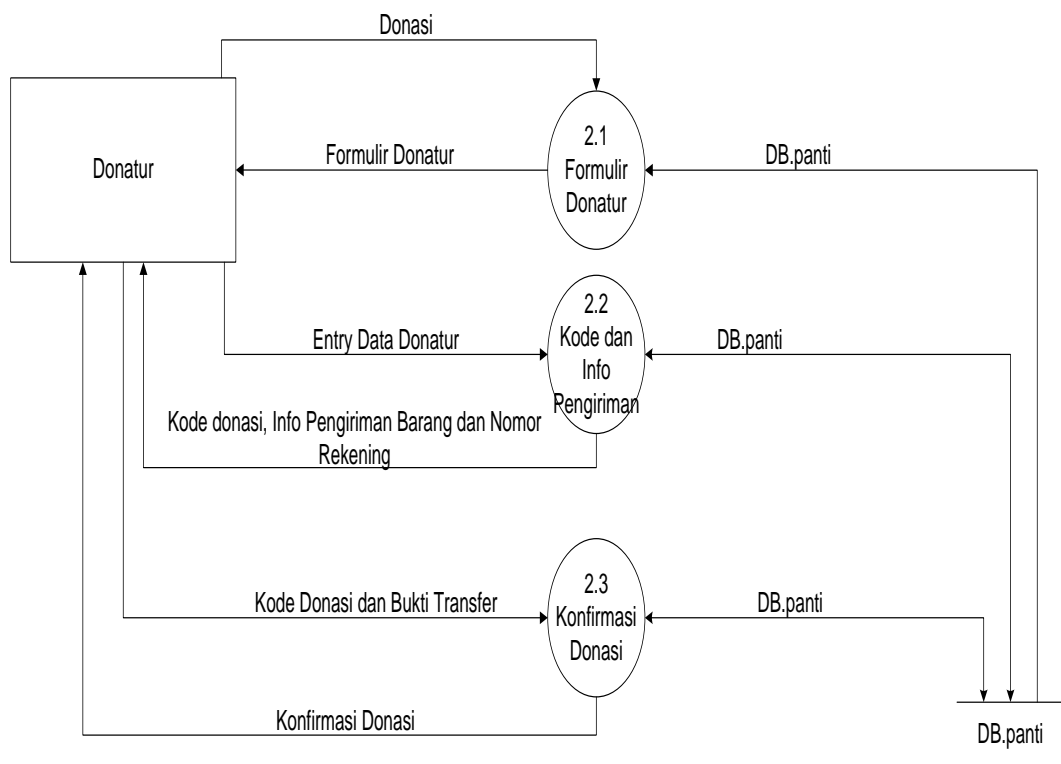 Donasi
Donatur
2.1
Formulir
Donatur
Formulir Donatur
DB.panti
2.2
Kode dan
Info
Pengiriman
Entry Data Donatur
DB.panti
Kode donasi, Info Pengiriman Barang dan Nomor
Rekening
2.3
Konfirmasi
Donasi
Kode Donasi dan Bukti Transfer
DB.panti
Konfirmasi Donasi
DB.panti